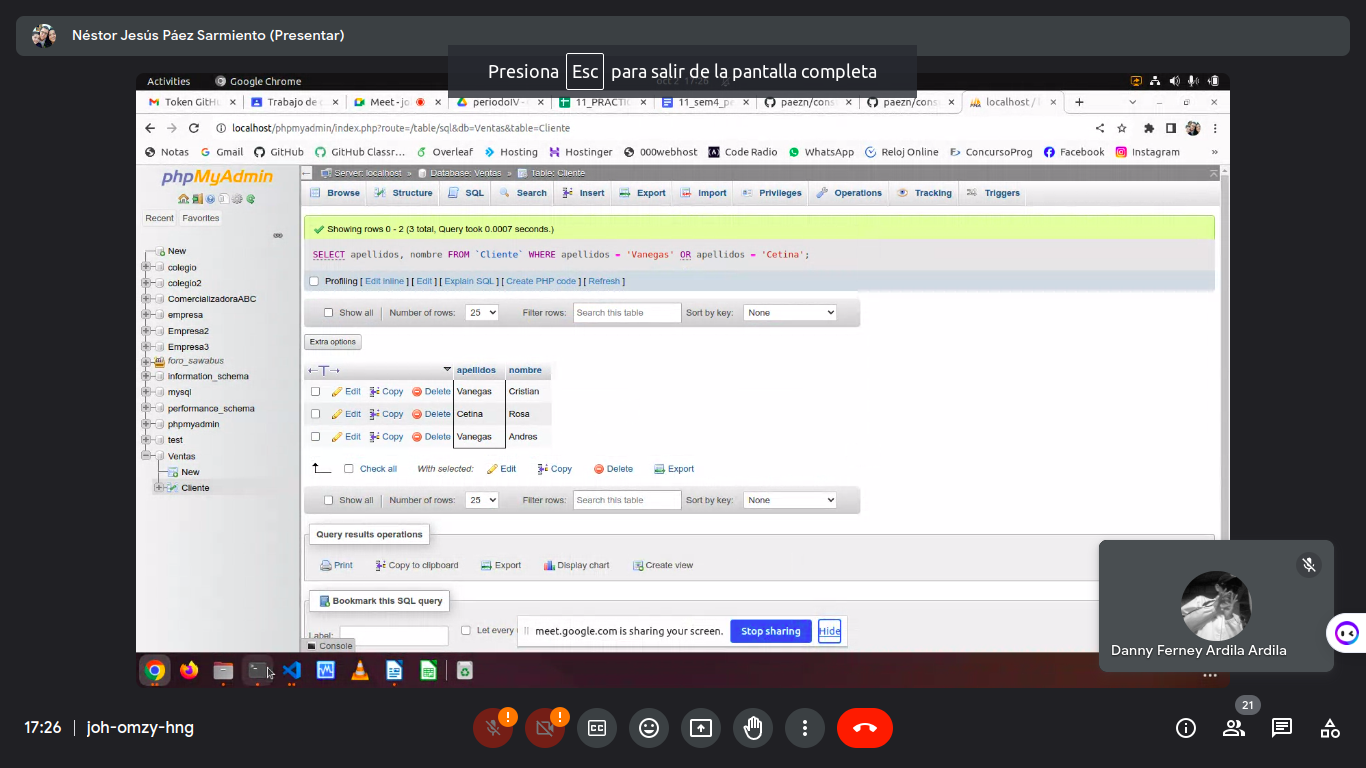 Néstor Jesús Páez Sarmiento (Presentar)
Presiona Esc para salir de la pantalla completa
Activities Google Chrome
Token GitHu Trabajo de c Meet - jo periodoIV - 11_PRACTIC 11_sem4_pe paezn/cons paezn/cons localhost /
localhost/phpmyadmin/index.php?route=/table/sql&db=Ventas&table=Cliente
Notas Gmail GitHub GitHub Classr... Overleaf Hosting Hostinger 000webhost Code Radio WhatsApp Reloj Online ConcursoProg Facebook Instagram »
phpMyAdmin
Recent Favorites
New
colegio
colegio2
ComercializadoraABC
empresa
Empresa2
Empresa3
foro_sawabus
information_schema
mysql
performance_schema
phpmyadmin
test
Ventas
New
Cliente
Server: localhost » Database: Ventas » Table: Cliente
Browse Structure SQL Search Insert Export Import Privileges Operations Tracking Triggers
Showing rows 0 - 2 (3 total, Query took 0.0007 seconds.)
SELECT apellidos, nombre FROM `Cliente` WHERE apellidos = 'Vanegas' OR apellidos = 'Cetina';
Profiling [ Edit inline ] [ Edit ] [ Explain SQL ] [ Create PHP code ] [ Refresh ]
Show all Number of rows: 25 Filter rows: Search this table Sort by key: None
Extra options
←T→ apellidos nombre
Edit Copy Delete Vanegas Cristian
Edit Copy Delete Cetina Rosa
Edit Copy Delete Vanegas Andres
Check all With selected: Edit Copy Delete Export
Show all Number of rows: 25 Filter rows: Search this table Sort by key: None
Query results operations
Print Copy to clipboard Export Display chart Create view
Bookmark this SQL query
Label: Let every
Console
meet.google.com is sharing your screen. Stop sharing Hide
Danny Ferney Ardila Ardila
17:26 joh-omzy-hng
21